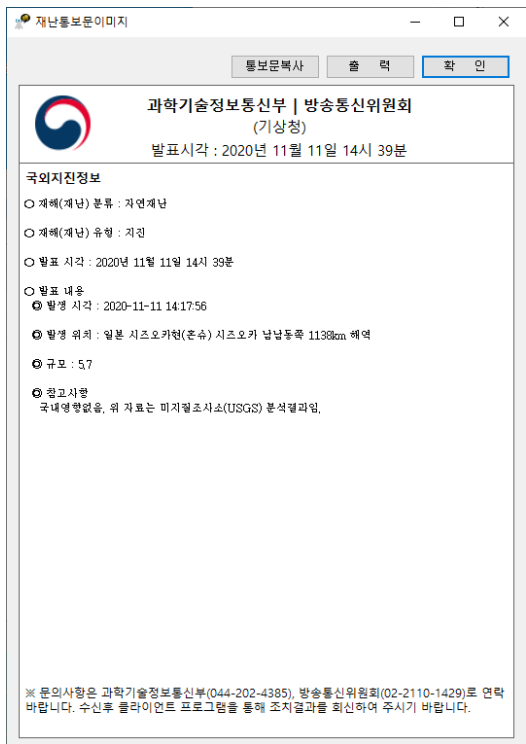 재난통보문이미지
통보문복사
출 력
확 인
과학기술정보통신부 | 방송통신위원회
(기상청)
발표시각 : 2020년 11월 11일 14시 39분
국외지진정보
○ 재해(재난) 분류 : 자연재난
○ 재해(재난) 유형 : 지진
○ 발표 시각 : 2020년 11월 11일 14시 39분
○ 발표 내용
◎ 발생 시각 : 2020-11-11 14:17:56
◎ 발생 위치 : 일본 시즈오카현(혼슈) 시즈오카 남남동쪽 1138km 해역
◎ 규모 : 5.7
◎ 참고사항
국내영향없음. 위 자료는 미지질조사소(USGS) 분석결과임.
※ 문의사항은 과학기술정보통신부(044-202-4385), 방송통신위원회(02-2110-1429)로 연락
바랍니다. 수신후 클라이언트 프로그램을 통해 조치결과를 회신하여 주시기 바랍니다.